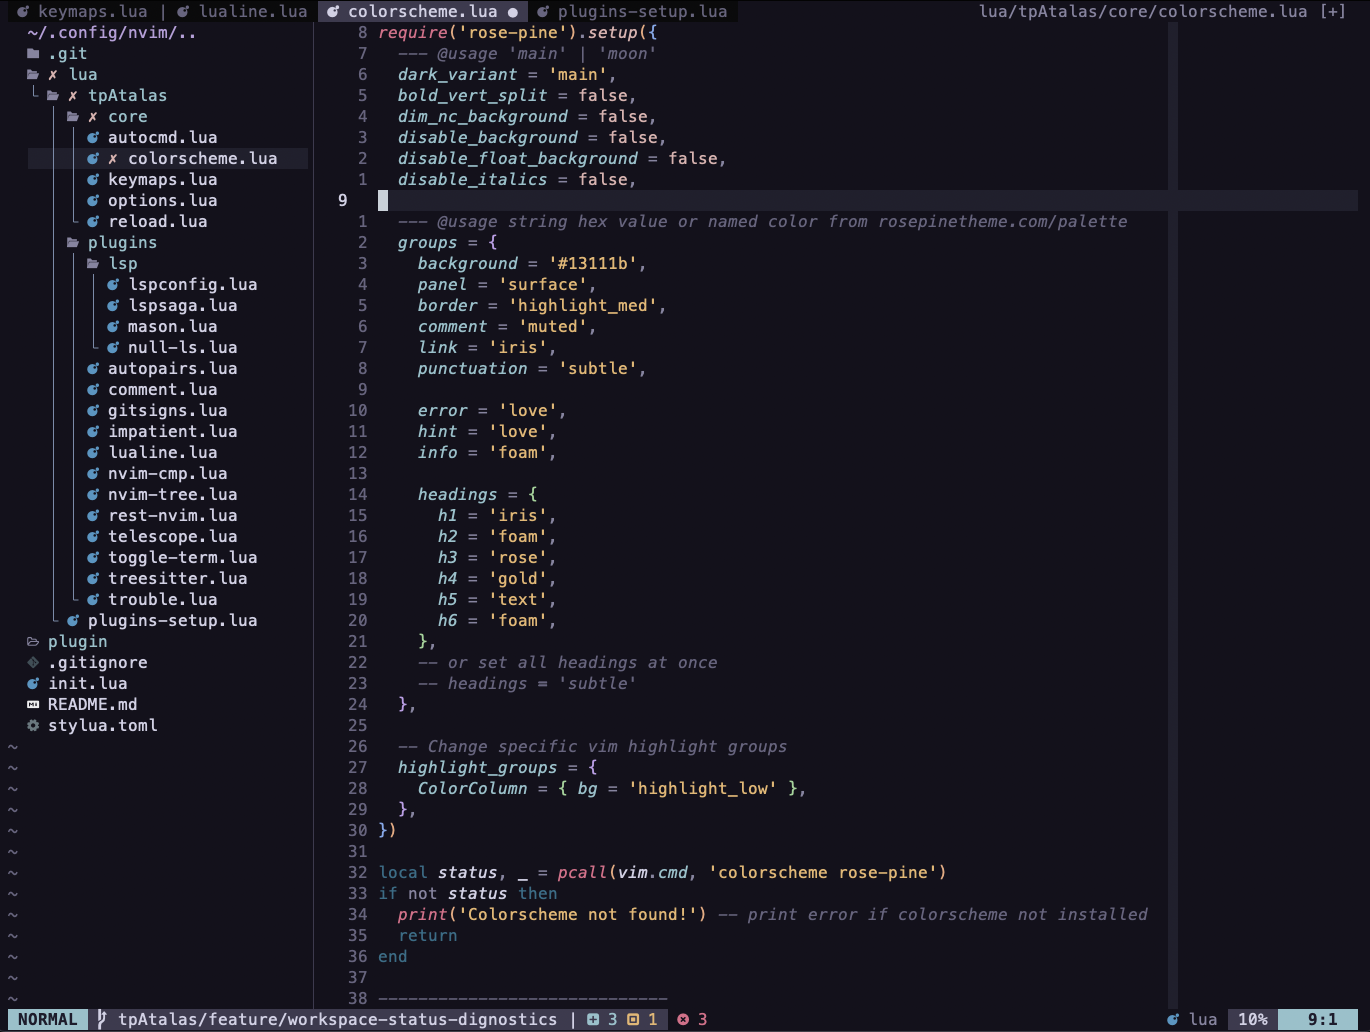 keymaps.lua | lualine.lua colorscheme.lua ● plugins-setup.lua lua/tpAtalas/core/colorscheme.lua [+]
~/.config/nvim/..
.git
✗ lua
✗ tpAtalas
✗ core
autocmd.lua
✗ colorscheme.lua
keymaps.lua
options.lua
reload.lua
plugins
lsp
lspconfig.lua
lspsaga.lua
mason.lua
null-ls.lua
autopairs.lua
comment.lua
gitsigns.lua
impatient.lua
lualine.lua
nvim-cmp.lua
nvim-tree.lua
rest-nvim.lua
telescope.lua
toggle-term.lua
treesitter.lua
trouble.lua
plugins-setup.lua
plugin
.gitignore
init.lua
README.md
stylua.toml
~
~
~
~
~
~
~
~
~
~
~
~
~
8 require('rose-pine').setup({
7   --- @usage 'main' | 'moon'
6   dark_variant = 'main',
5   bold_vert_split = false,
4   dim_nc_background = false,
3   disable_background = false,
2   disable_float_background = false,
1   disable_italics = false,
9
1   --- @usage string hex value or named color from rosepinetheme.com/palette
2   groups = {
3     background = '#13111b',
4     panel = 'surface',
5     border = 'highlight_med',
6     comment = 'muted',
7     link = 'iris',
8     punctuation = 'subtle',
9
10     error = 'love',
11     hint = 'love',
12     info = 'foam',
13
14     headings = {
15       h1 = 'iris',
16       h2 = 'foam',
17       h3 = 'rose',
18       h4 = 'gold',
19       h5 = 'text',
20       h6 = 'foam',
21     },
22     -- or set all headings at once
23     -- headings = 'subtle'
24   },
25
26   -- Change specific vim highlight groups
27   highlight_groups = {
28     ColorColumn = { bg = 'highlight_low' },
29   },
30 })
31
32 local status, _ = pcall(vim.cmd, 'colorscheme rose-pine')
33 if not status then
34   print('Colorscheme not found!') -- print error if colorscheme not installed
35   return
36 end
37
38 -----------------------------
NORMAL tpAtalas/feature/workspace-status-dignostics | 3 1 3 lua 10% 9:1